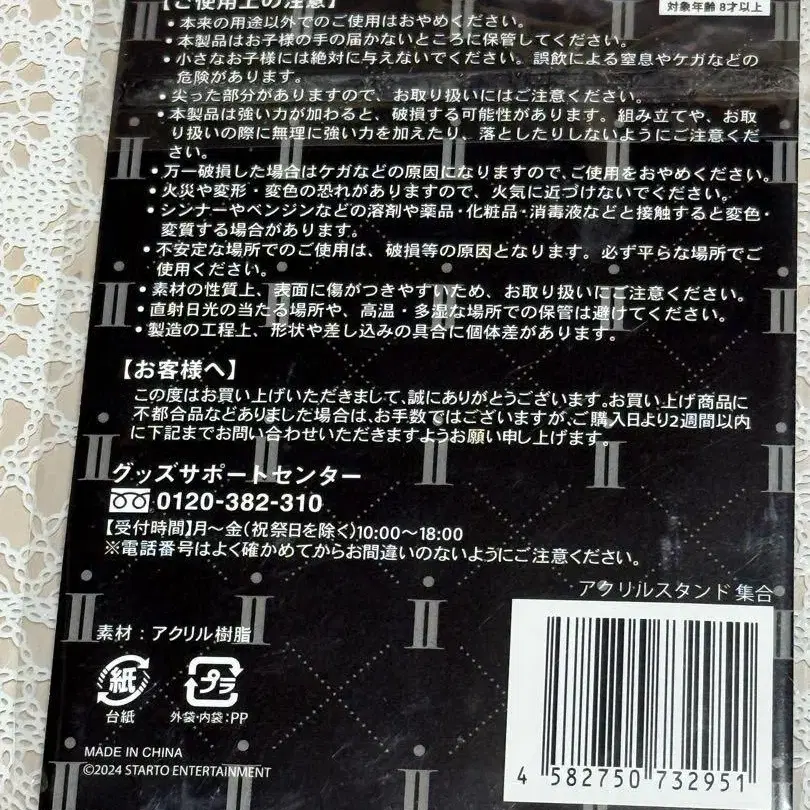 【ご使用上の注意】
対象年齢 8才以上
・本来の用途以外でのご使用はおやめください。
・本製品はお子様の手の届かないところに保管してください。
・小さなお子様には絶対に与えないでください。誤飲による窒息やケガなどの
危険があります。
・尖った部分がありますので、お取り扱いにはご注意ください。
・本製品は強い力が加わると、破損する可能性があります。組み立てや、お取
り扱いの際に無理に強い力を加えたり、落としたりしないようにご注意くだ
さい。
・万一破損した場合はケガなどの原因になりますので、ご使用をおやめください。
・火災や変形・変色の恐れがありますので、火気に近づけないでください。
・シンナーやベンジンなどの溶剤や薬品・化粧品・消毒液などと接触すると変色・
変質する場合があります。
・不安定な場所でのご使用は、破損等の原因となります。必ず平らな場所でご
使用ください。
・素材の性質上、表面に傷がつきやすいため、お取り扱いにご注意ください。
・直射日光の当たる場所や、高温・多湿な場所での保管は避けてください。
・製造の工程上、形状や差し込みの具合に個体差があります。
【お客様へ】
この度はお買い上げいただきまして、誠にありがとうございます。お買い上げ商品に
不都合品などありました場合は、お手数ではございますが、ご購入日より2週間以内
に下記までお問い合わせいただきますようお願い申し上げます。
グッズサポートセンター
0120-382-310
【受付時間】月～金(祝祭日を除く)10:00～18:00
※電話番号はよく確かめてからお間違いのないようにご注意ください。
アクリルスタンド 集合
素材：アクリル樹脂
紙 プラ
台紙 外袋・内袋：PP
MADE IN CHINA
©2024 STARTO ENTERTAINMENT
4 582750 732951